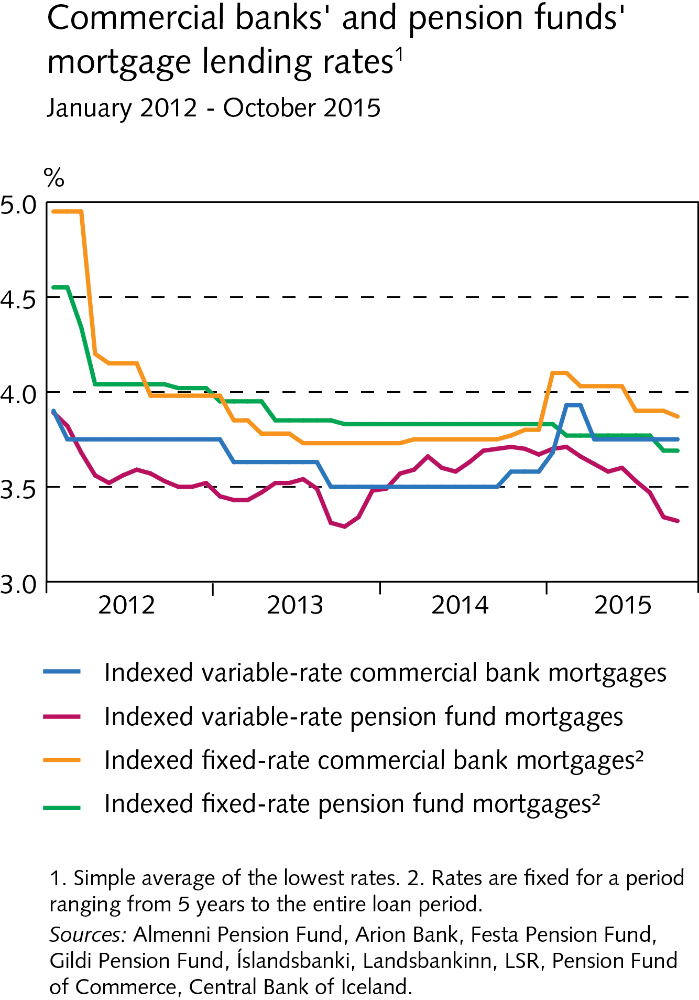 Commercial banks' and pension funds'
mortgage lending rates¹
January 2012 - October 2015
%
5.0
4.5
4.0
3.5
3.0
2012 2013 2014 2015
Indexed variable-rate commercial bank mortgages
Indexed variable-rate pension fund mortgages
Indexed fixed-rate commercial bank mortgages²
Indexed fixed-rate pension fund mortgages²
1. Simple average of the lowest rates. 2. Rates are fixed for a period
ranging from 5 years to the entire loan period.
Sources: Almenni Pension Fund, Arion Bank, Festa Pension Fund,
Gildi Pension Fund, Íslandsbanki, Landsbankinn, LSR, Pension Fund
of Commerce, Central Bank of Iceland.